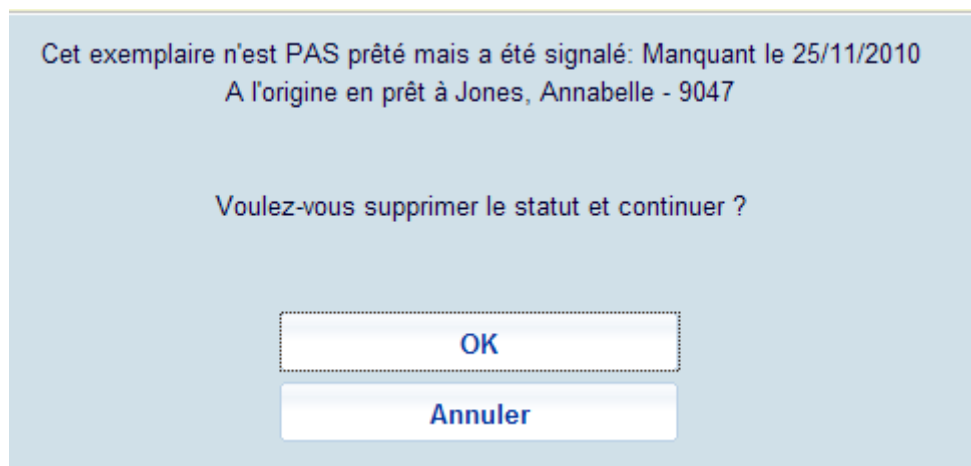 Cet exemplaire n'est PAS prêté mais a été signalé: Manquant le 25/11/2010
A l'origine en prêt à Jones, Annabelle - 9047
Voulez-vous supprimer le statut et continuer ?
OK
Annuler